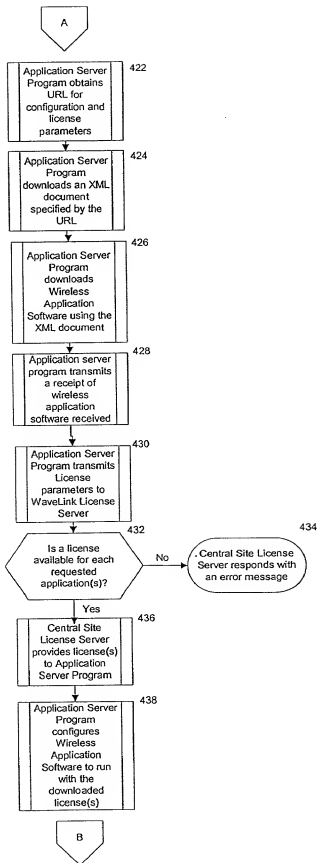 A
422
Application Server
Program obtains
URL for
configuration and
license
parameters
424
Application Server
Program
downloads an XML
document
specified by the
URL
426
Application Server
Program
downloads
Wireless
Application
Software using the
XML document
428
Application server
program transmits
a receipt of
wireless
application
software received
430
Application Server
Program transmits
License
parameters to
WaveLink License
Server
432
Is a license
available for each
requested
application(s)?
No
434
Central Site License
Server responds with
an error message
Yes
436
Central Site
License Server
provides license(s)
to Application
Server Program
438
Application Server
Program
configures
Wireless
Application
Software to run
with the
downloaded
license(s)
B